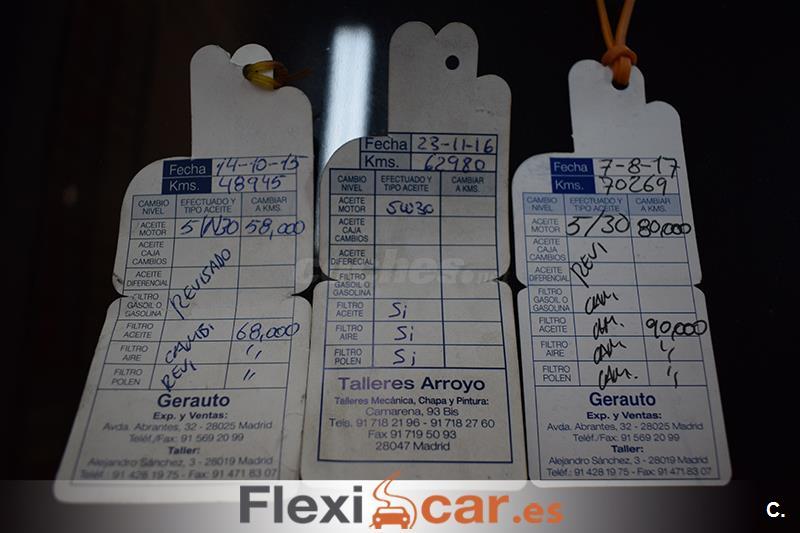 Fecha 14-10-15
Kms. 48945
CAMBIO NIVEL EFECTUADO Y TIPO ACEITE CAMBIAR A KMS.
ACEITE MOTOR 5W30 58,000
ACEITE CAJA CAMBIOS
ACEITE DIFERENCIAL REVISADO
FILTRO GASOIL O GASOLINA
FILTRO ACEITE CAMBI 68,000
FILTRO AIRE REVI "
FILTRO POLEN "
Gerauto
Exp. y Ventas:
Avda. Abrantes, 32 - 28025 Madrid
Teléf./Fax: 91 569 20 99
Taller:
Alejandro Sánchez, 3 - 28019 Madrid
Teléf.: 91 428 19 75 - Fax: 91 471 83 07
Fecha 23-11-16
Kms. 62980
CAMBIO NIVEL EFECTUADO Y TIPO ACEITE CAMBIAR A KMS.
ACEITE MOTOR 5W30
ACEITE CAJA CAMBIOS
ACEITE DIFERECIAL
FILTRO GASOIL O GASOLINA
FILTRO ACEITE Si
FILTRO AIRE Si
FILTRO POLEN Si
Talleres Arroyo
Talleres Mecánica, Chapa y Pintura:
Camarena, 93 Bis
Tels. 91 718 21 96 - 91 718 27 60
Fax 91 719 50 93
28047 Madrid
Fecha 7-8-17
Kms. 70269
CAMBIO NIVEL EFECTUADO Y TIPO ACEITE CAMBIAR A KMS.
ACEITE MOTOR 5/30 80,000
ACEITE CAJA CAMBIOS
ACEITE DIFERENCIAL REVI
FILTRO GASOIL O GASOLINA CAM.
FILTRO ACEITE CAM. 90,000
FILTRO AIRE CAM "
FILTRO POLEN CAM. "
Gerauto
Exp. y Ventas:
Avda. Abrantes, 32 - 28025 Madrid
Teléf./Fax: 91 569 20 99
Taller:
Alejandro Sánchez, 3 - 28019 Madrid
Teléf.: 91 428 19 75 - Fax: 91 471 83 07
Flexicar.es
C.